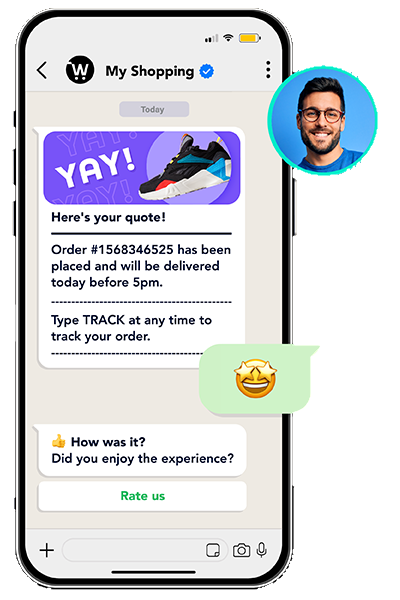 My Shopping
Today
YAY!
YAY!
YAY!
Here's your quote!
Order #1568346525 has been
placed and will be delivered
today before 5pm.
Type TRACK at any time to
track your order.
👍 How was it?
Did you enjoy the experience?
Rate us